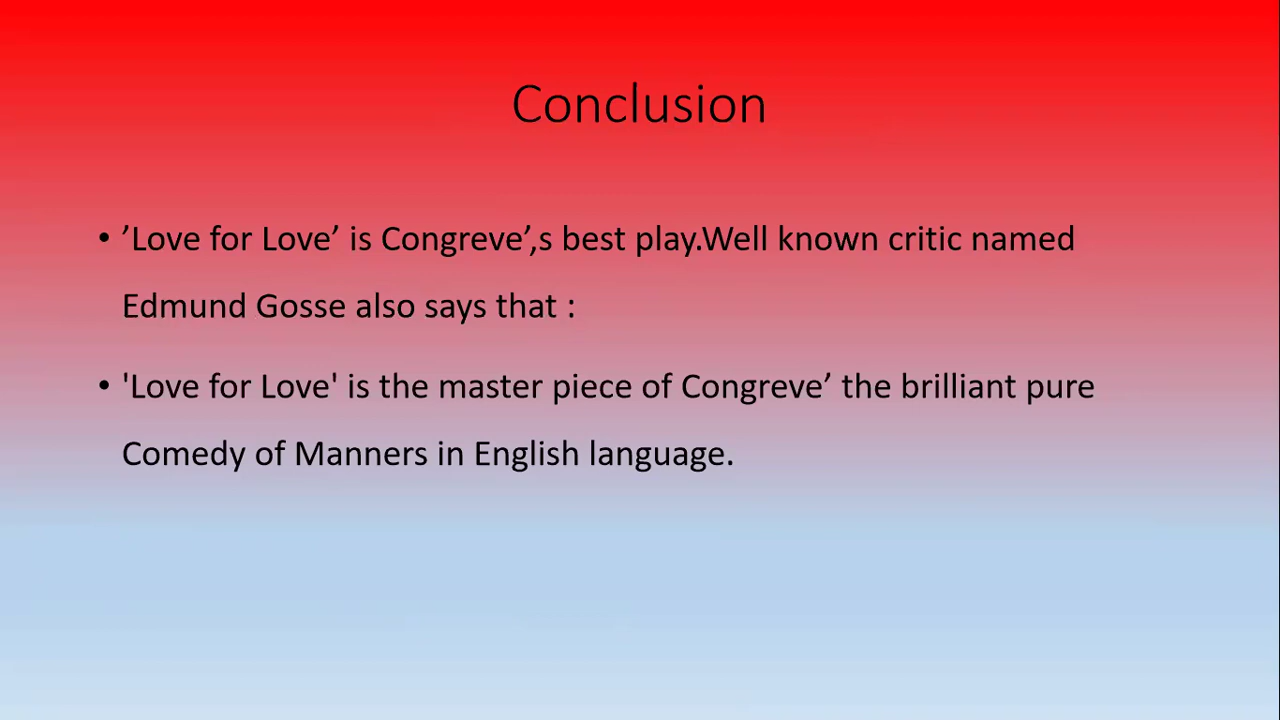 Conclusion
• ’Love for Love’ is Congreve’,s best play.Well known critic named
Edmund Gosse also says that :
• 'Love for Love' is the master piece of Congreve’ the brilliant pure
Comedy of Manners in English language.